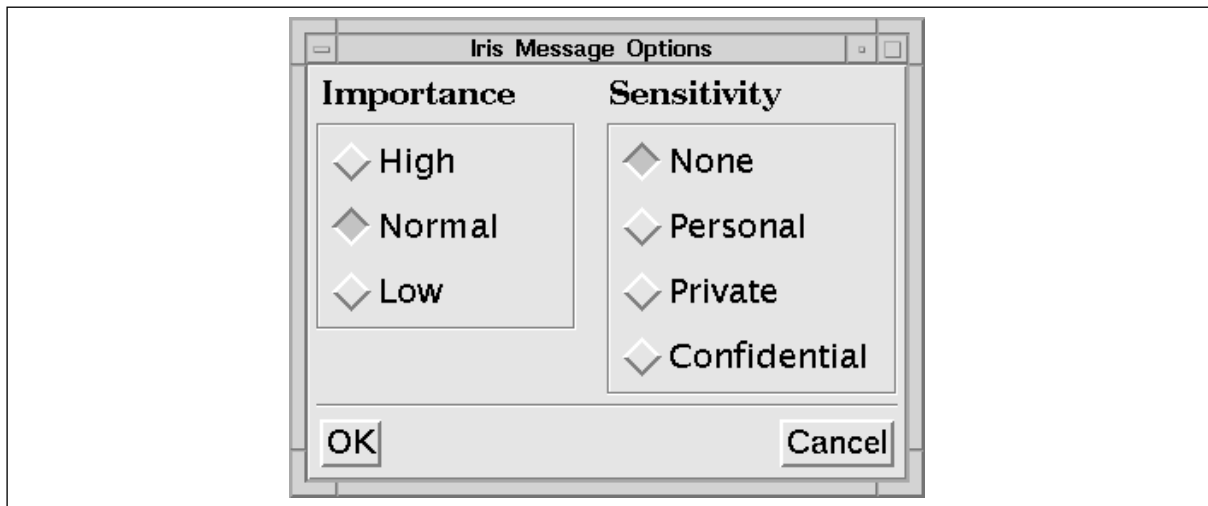 Iris Message Options
Importance
High
Normal
Low
Sensitivity
None
Personal
Private
Confidential
OK
Cancel